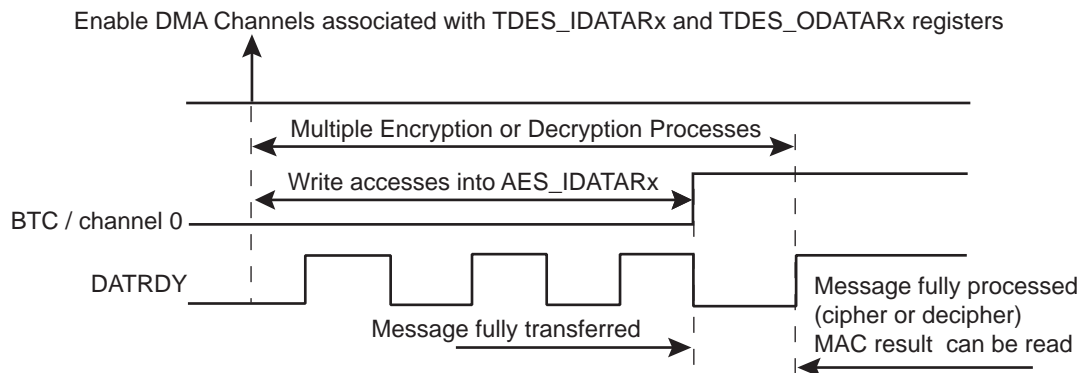 Enable DMA Channels associated with TDES_IDATARx and TDES_ODATARx registers
Multiple Encryption or Decryption Processes
Write accesses into AES_IDATARx
BTC / channel 0
DATRDY
Message fully transferred
Message fully processed
(cipher or decipher)
MAC result can be read